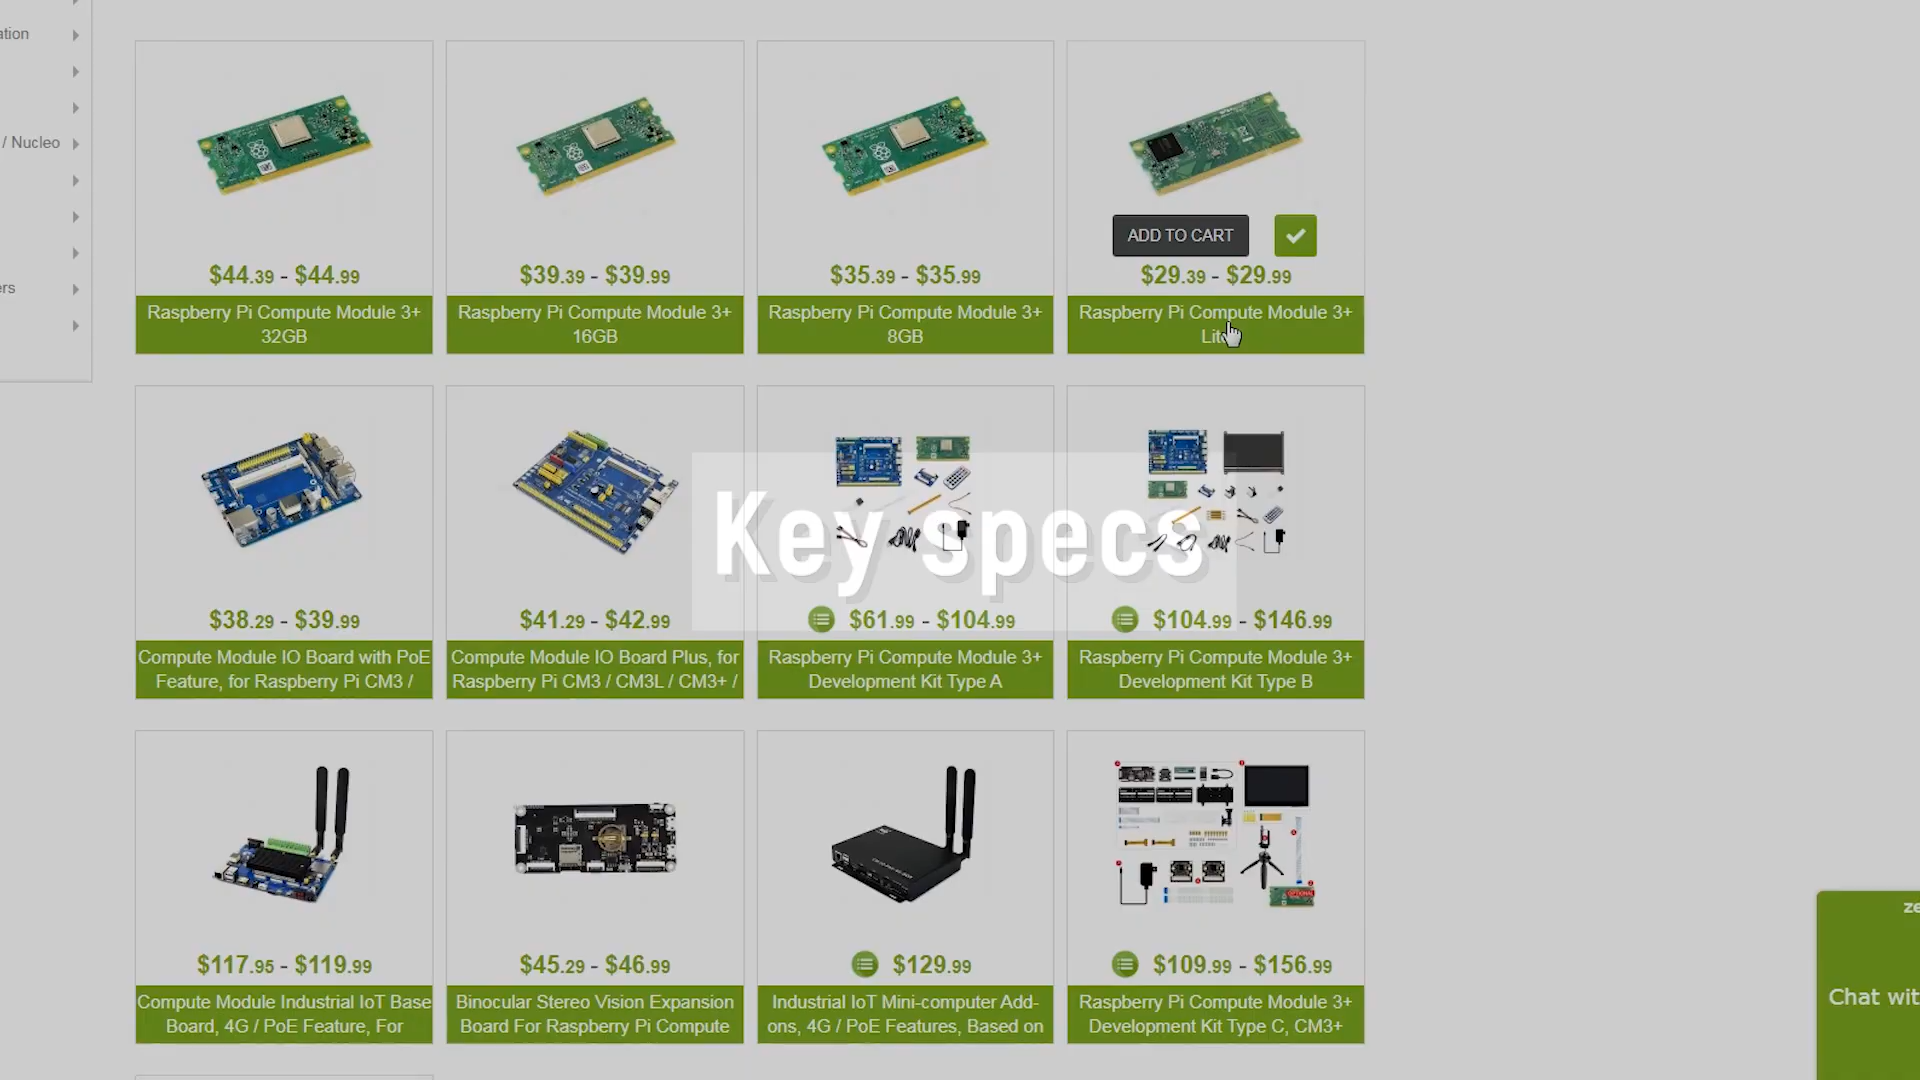 ation
/ Nucleo
ers
ADD TO CART
$44.39 - $44.99
$39.39 - $39.99
$35.39 - $35.99
$29.39 - $29.99
Raspberry Pi Compute Module 3+
32GB
Raspberry Pi Compute Module 3+
16GB
Raspberry Pi Compute Module 3+
8GB
Raspberry Pi Compute Module 3+
Lite
Key specs
$38.29 - $39.99
$41.29 - $42.99
$61.99 - $104.99
$104.99 - $146.99
Compute Module IO Board with PoE
Feature, for Raspberry Pi CM3 /
Compute Module IO Board Plus, for
Raspberry Pi CM3 / CM3L / CM3+ /
Raspberry Pi Compute Module 3+
Development Kit Type A
Raspberry Pi Compute Module 3+
Development Kit Type B
OPTIONAL
$117.95 - $119.99
$45.29 - $46.99
$129.99
$109.99 - $156.99
Compute Module Industrial IoT Base
Board, 4G / PoE Feature, For
Binocular Stereo Vision Expansion
Board For Raspberry Pi Compute
Industrial IoT Mini-computer Add-
ons, 4G / PoE Features, Based on
Raspberry Pi Compute Module 3+
Development Kit Type C, CM3+
ze
Chat wit